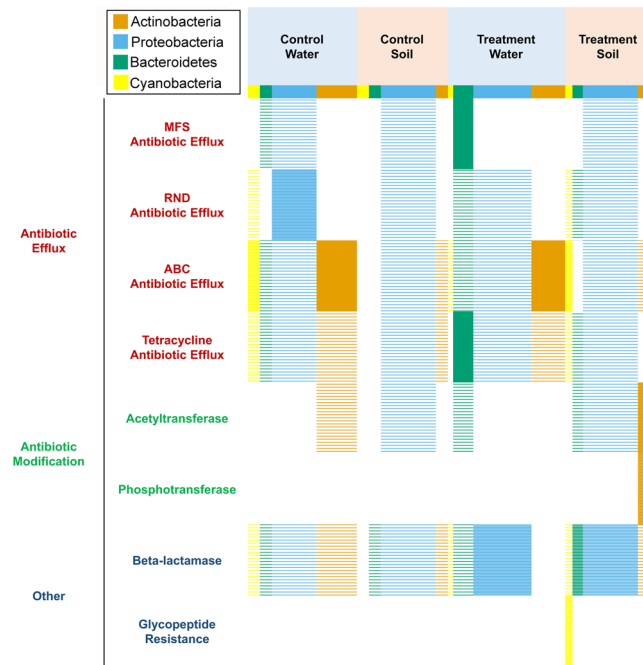 Actinobacteria
Proteobacteria
Bacteroidetes
Cyanobacteria
Control
Water
Control
Soil
Treatment
Water
Treatment
Soil
Antibiotic
Efflux
MFS
Antibiotic Efflux
RND
Antibiotic Efflux
ABC
Antibiotic Efflux
Tetracycline
Antibiotic Efflux
Antibiotic
Modification
Acetyltransferase
Phosphotransferase
Other
Beta-lactamase
Glycopeptide
Resistance